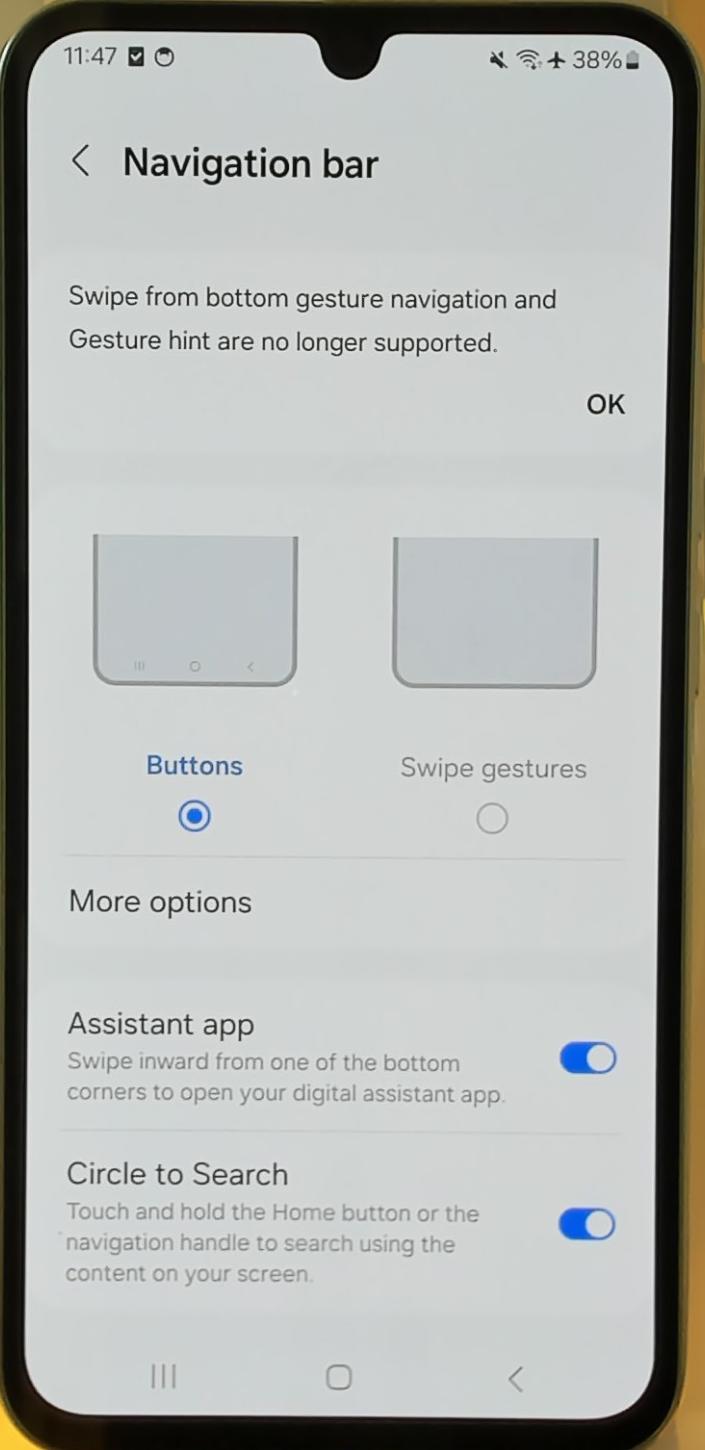 11:47
38%
Navigation bar
Swipe from bottom gesture navigation and
Gesture hint are no longer supported.
OK
Buttons
Swipe gestures
More options
Assistant app
Swipe inward from one of the bottom
corners to open your digital assistant app.
Circle to Search
Touch and hold the Home button or the
navigation handle to search using the
content on your screen.